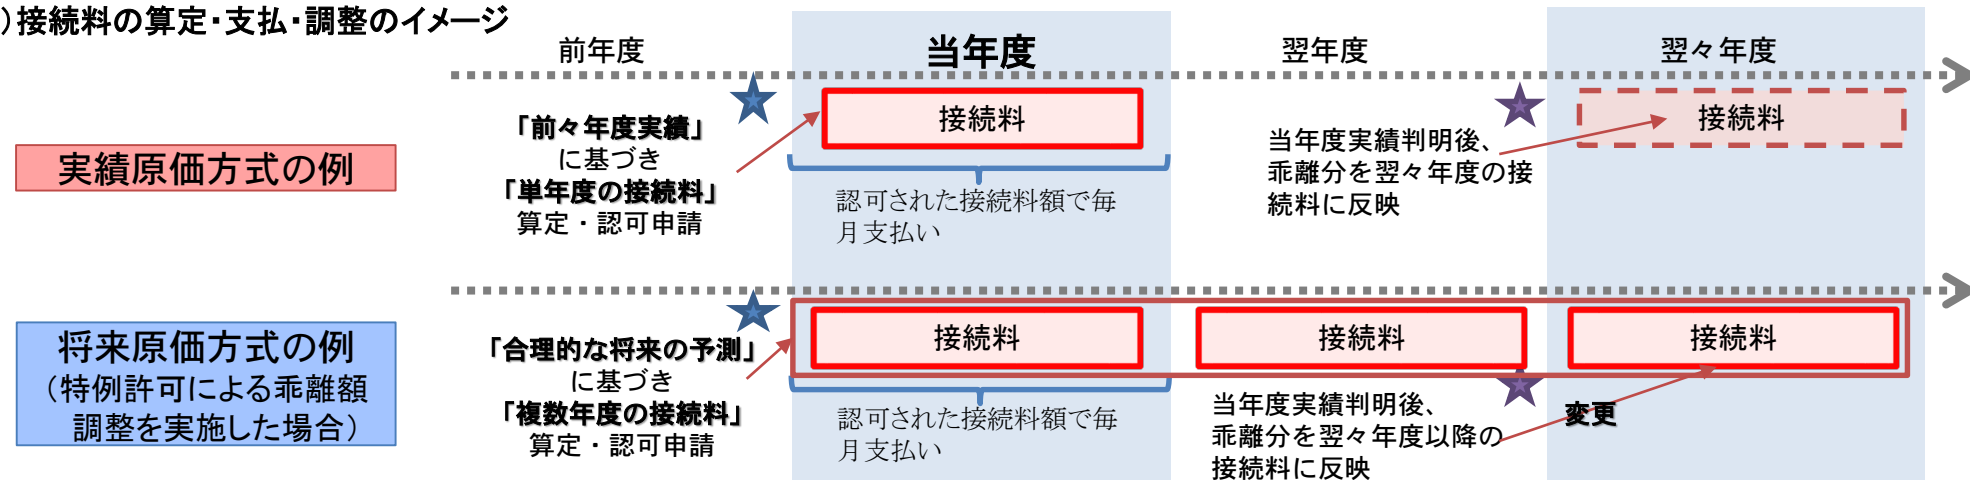 ）接続料の算定・支払・調整のイメージ
前年度
当年度
翌年度
翌々年度
実績原価方式の例
「前々年度実績」
に基づき
「単年度の接続料」
算定・認可申請
接続料
認可された接続料額で毎
月支払い
当年度実績判明後、
乖離分を翌々年度の接
続料に反映
接続料
将来原価方式の例
（特例許可による乖離額
調整を実施した場合）
「合理的な将来の予測」
に基づき
「複数年度の接続料」
算定・認可申請
接続料
接続料
接続料
認可された接続料額で毎
月支払い
当年度実績判明後、
乖離分を翌々年度以降の
接続料に反映
変更